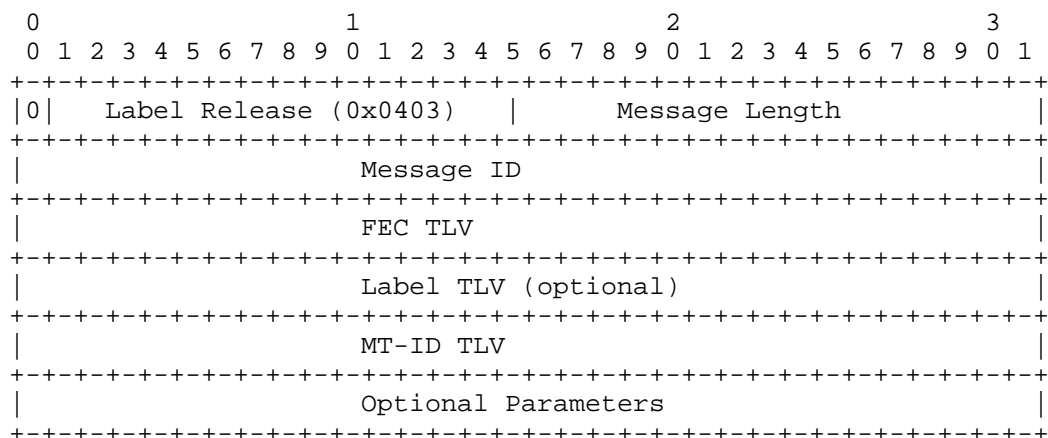 0                   1                   2                   3
 0 1 2 3 4 5 6 7 8 9 0 1 2 3 4 5 6 7 8 9 0 1 2 3 4 5 6 7 8 9 0 1
+-+-+-+-+-+-+-+-+-+-+-+-+-+-+-+-+-+-+-+-+-+-+-+-+-+-+-+-+-+-+-+-+
|0|   Label Release (0x0403)   |      Message Length            |
+-+-+-+-+-+-+-+-+-+-+-+-+-+-+-+-+-+-+-+-+-+-+-+-+-+-+-+-+-+-+-+-+
|                     Message ID                                |
+-+-+-+-+-+-+-+-+-+-+-+-+-+-+-+-+-+-+-+-+-+-+-+-+-+-+-+-+-+-+-+-+
|                     FEC TLV                                   |
+-+-+-+-+-+-+-+-+-+-+-+-+-+-+-+-+-+-+-+-+-+-+-+-+-+-+-+-+-+-+-+-+
|                     Label TLV (optional)                      |
+-+-+-+-+-+-+-+-+-+-+-+-+-+-+-+-+-+-+-+-+-+-+-+-+-+-+-+-+-+-+-+-+
|                     MT-ID TLV                                 |
+-+-+-+-+-+-+-+-+-+-+-+-+-+-+-+-+-+-+-+-+-+-+-+-+-+-+-+-+-+-+-+-+
|                     Optional Parameters                       |
+-+-+-+-+-+-+-+-+-+-+-+-+-+-+-+-+-+-+-+-+-+-+-+-+-+-+-+-+-+-+-+-+